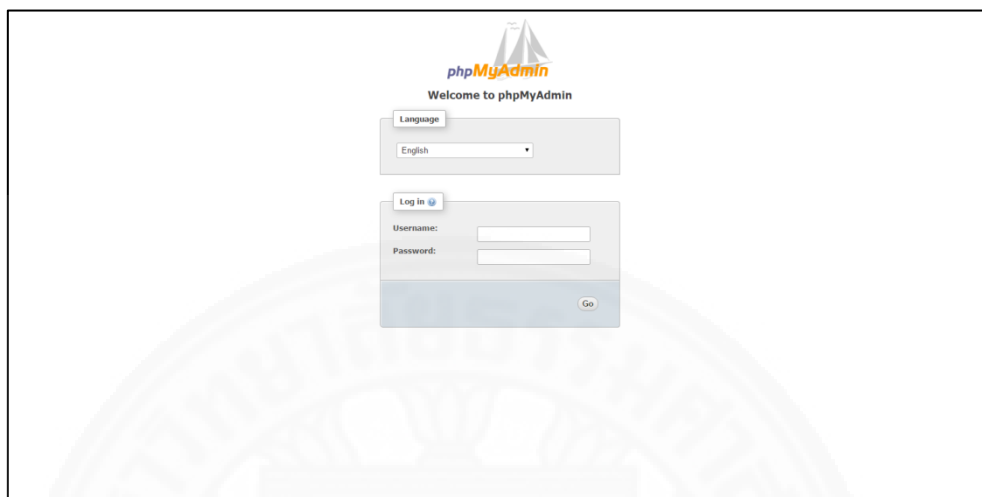 phpMyAdmin
Welcome to phpMyAdmin
Language
English
Log in
Username:
Password:
Go